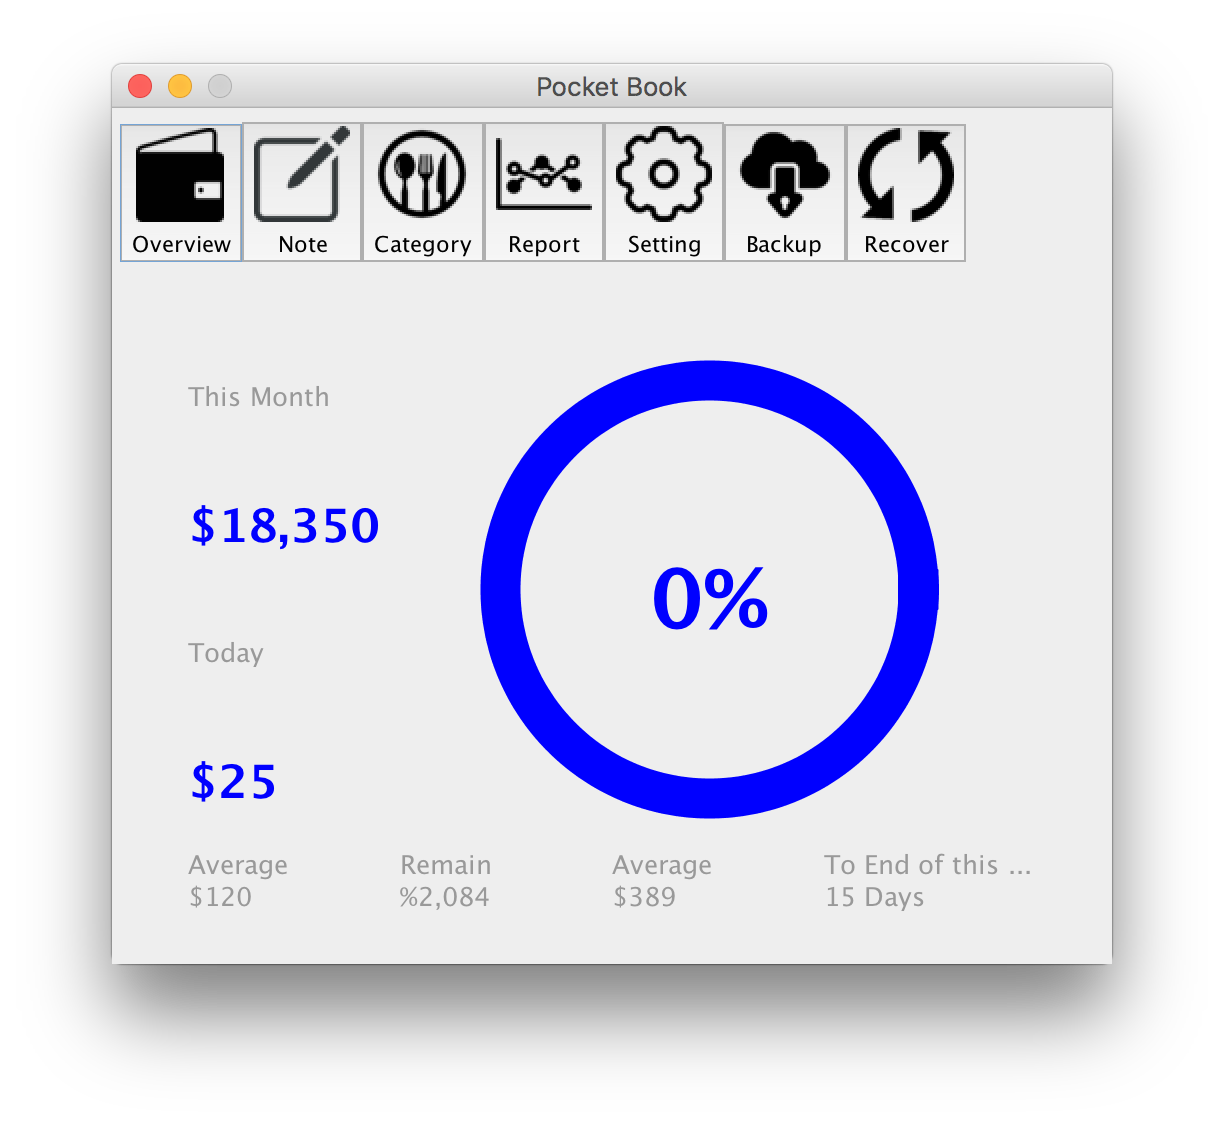 Pocket Book
Overview Note Category Report Setting Backup Recover
This Month
$18,350
0%
Today
$25
Average Remain Average To End of this ...
$120 %2,084 $389 15 Days